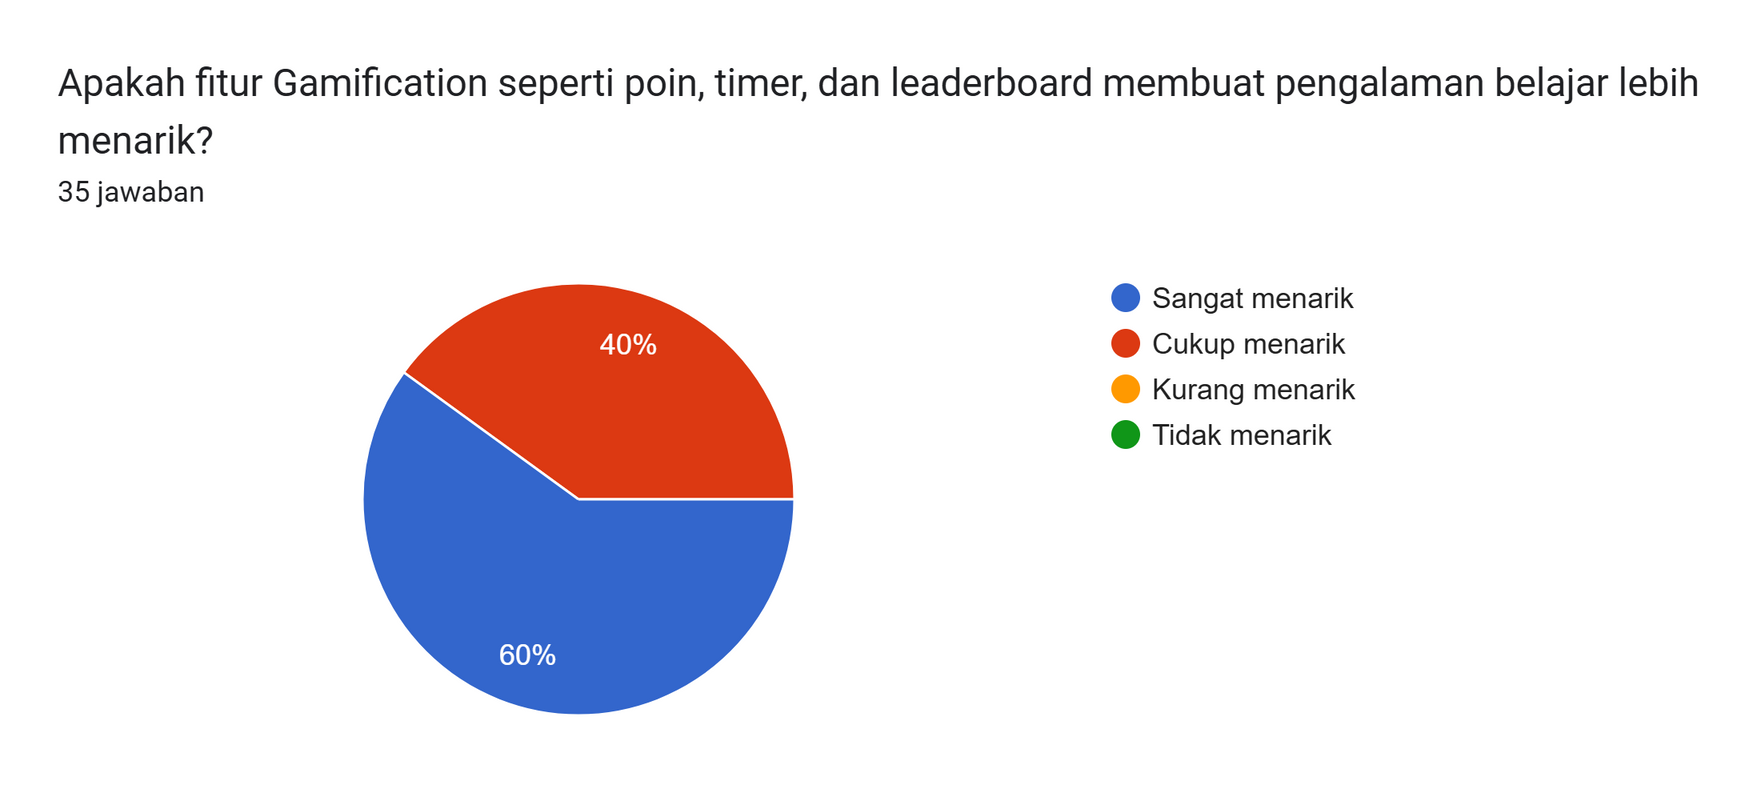 Apakah fitur Gamification seperti poin, timer, dan leaderboard membuat pengalaman belajar lebih
menarik?
35 jawaban
40%
60%
Sangat menarik
Cukup menarik
Kurang menarik
Tidak menarik